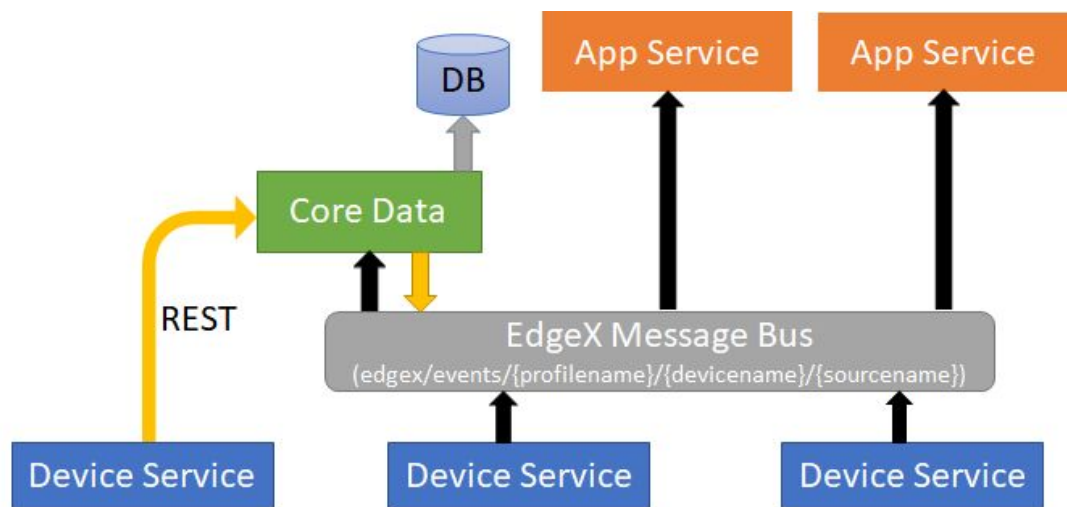 DB
App Service
App Service
Core Data
REST
EdgeX Message Bus
(edgex/events/{profilename}/{devicename}/{sourcename})
Device Service
Device Service
Device Service